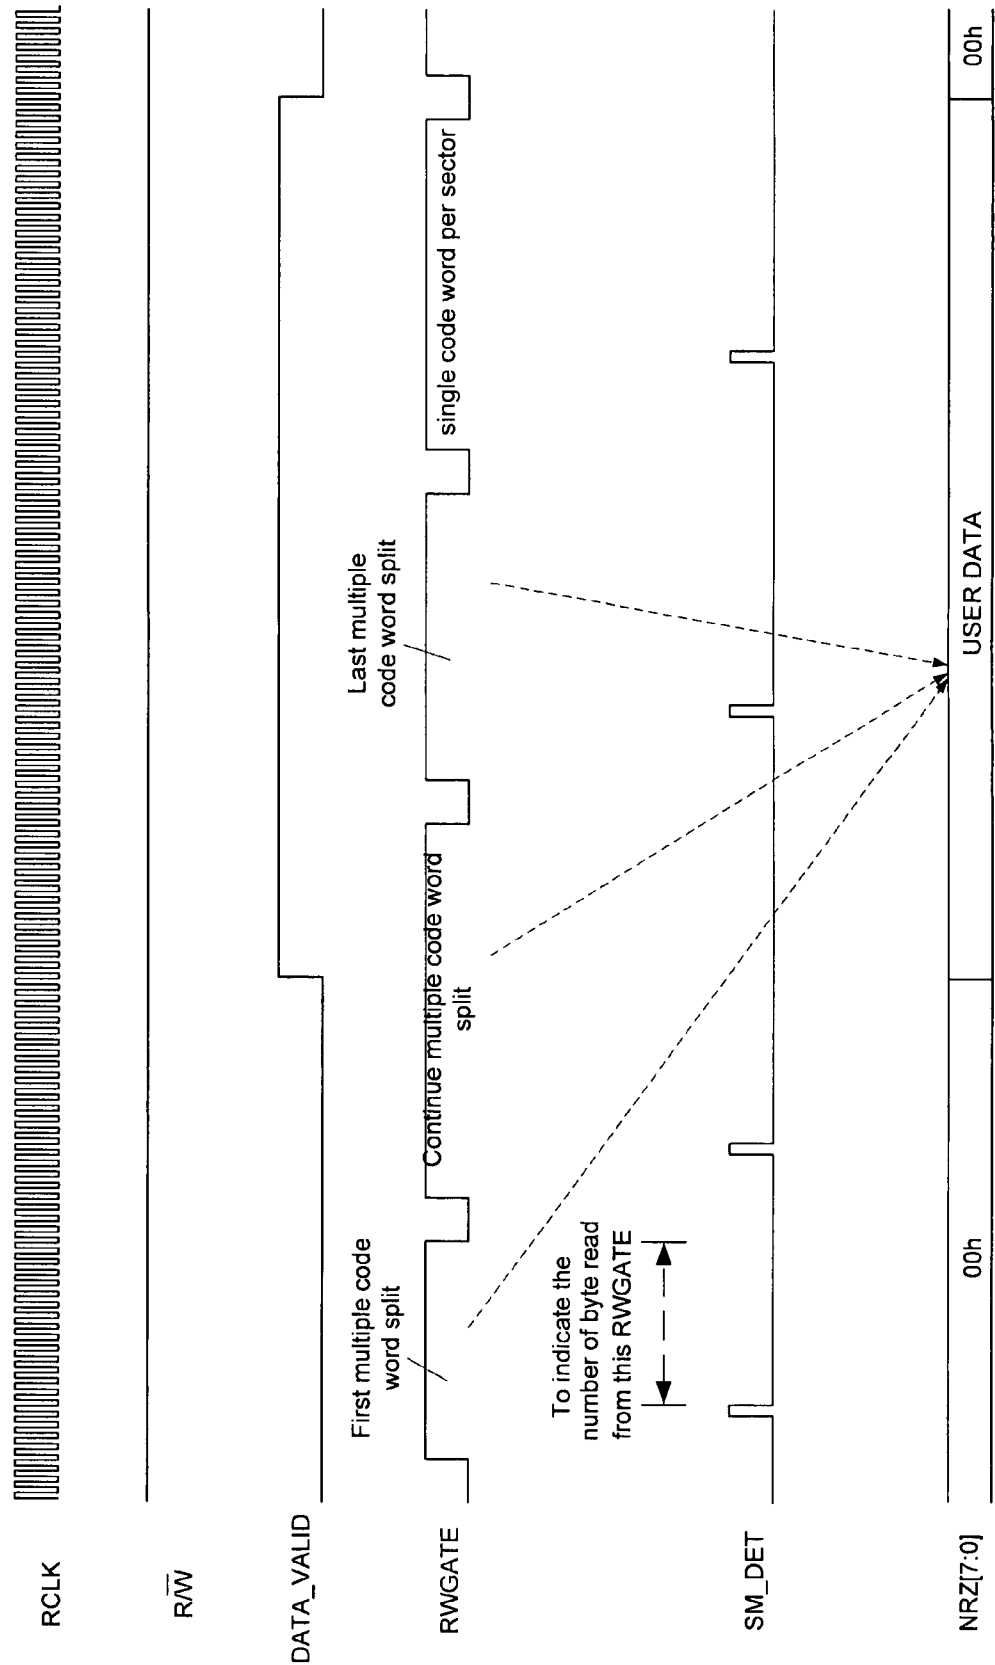 RCLK
R/W
DATA_VALID
First multiple code
word split
Last multiple
code word split
RWGATE
Continue multiple code word
split
single code word per sector
To indicate the
number of byte read
from this RWGATE
SM_DET
NRZ[7:0]
00h
USER DATA
00h